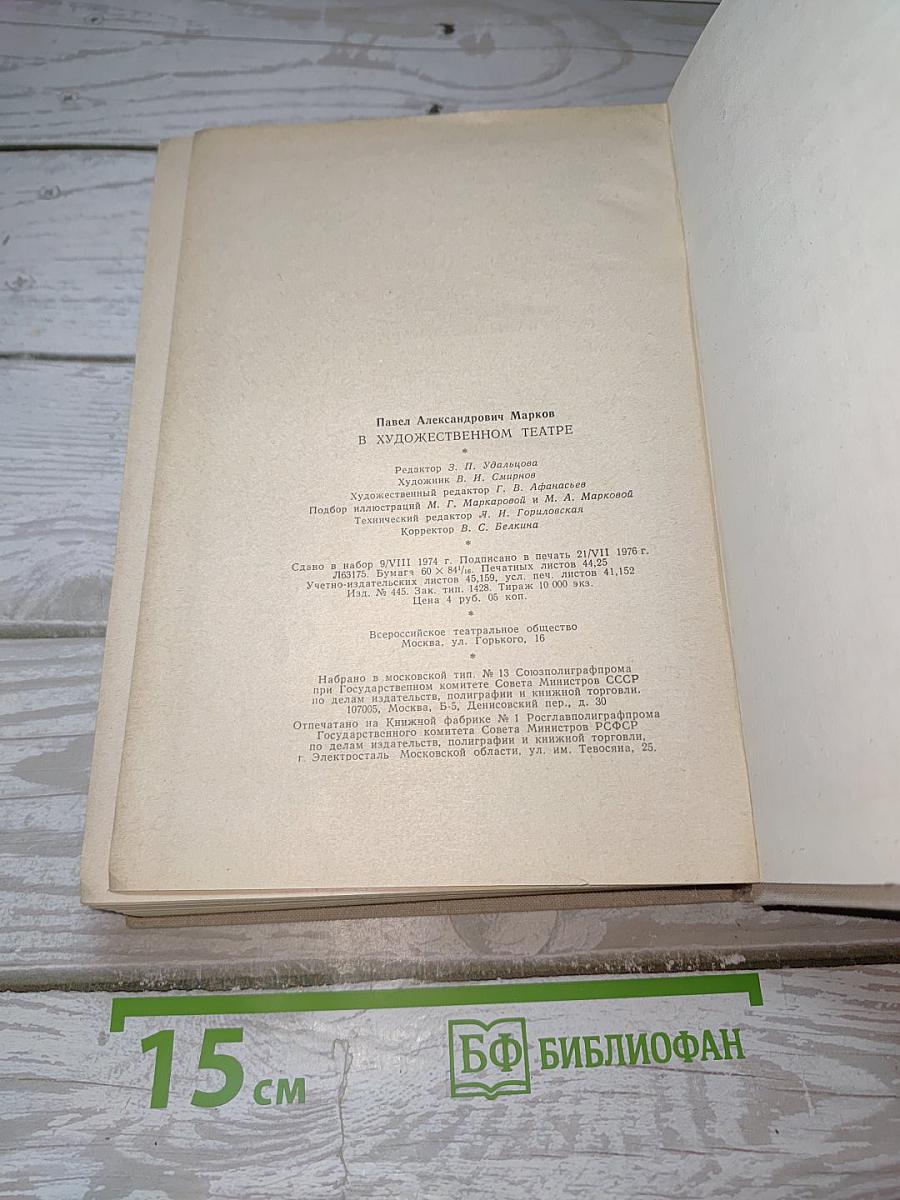 Павел Александрович Марков
В ХУДОЖЕСТВЕННОМ ТЕАТРЕ
*
Редактор З. П. Удальцова
Художник В. И. Смирнов
Художественный редактор Г. В. Афанасьев
Подбор иллюстраций М. Г. Маркаровой и М. А. Марковой
Технический редактор Л. И. Гориловская
Корректор В. С. Белкина
*
Сдано в набор 9/VIII 1974 г. Подписано в печать 21/VII 1976 г.
Л63175. Бумага 60 × 84 1/16. Печатных листов 44,25
Учетно-издательских листов 45,159, усл. печ. листов 41,152
Изд. № 445. Зак. тип. 1428. Тираж 10 000 экз.
Цена 4 руб. 05 коп.
*
Всероссийское театральное общество
Москва, ул. Горького, 16
*
Набрано в московской тип. № 13 Союзполиграфпрома
при Государственном комитете Совета Министров СССР
по делам издательств, полиграфии и книжной торговли.
107005, Москва, Б-5, Денисовский пер., д. 30
Отпечатано на Книжной фабрике № 1 Росглавполиграфпрома
Государственного комитета Совета Министров РСФСР
по делам издательств, полиграфии и книжной торговли,
г. Электросталь Московской области, ул. им. Тевосяна, 25.
15 см
БФ БИБЛИОФАН